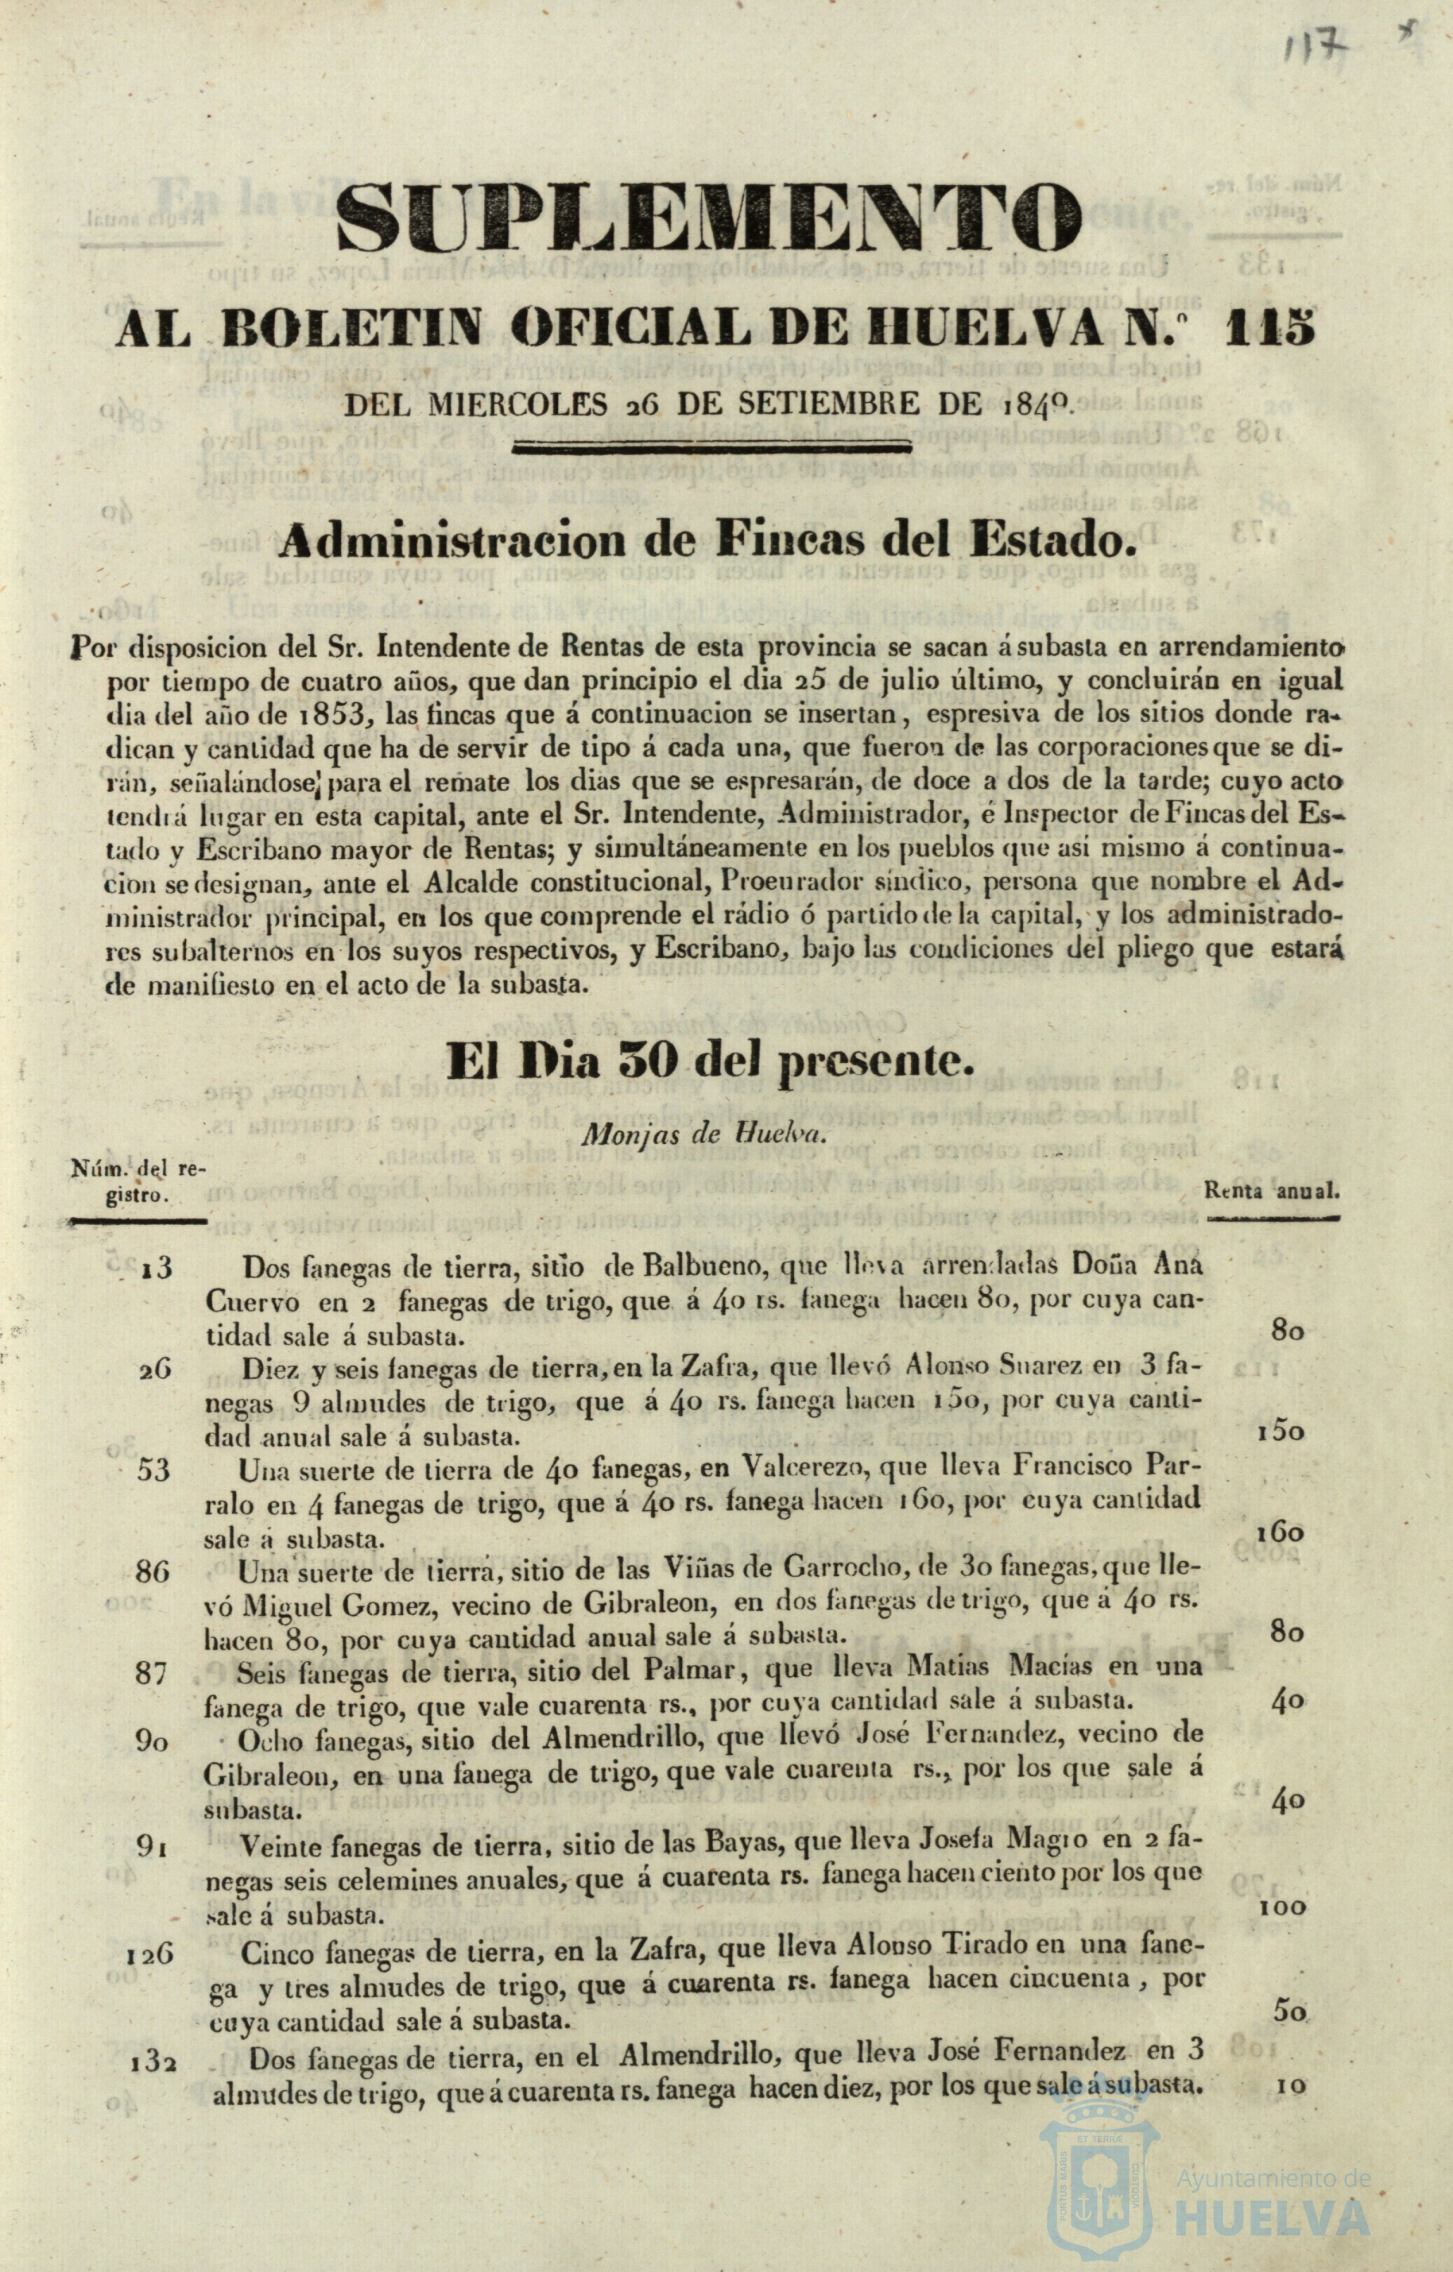 117
SUPLEMENTO
AL BOLETIN OFICIAL DE HUELVA N.º 115
DEL MIERCOLES 26 DE SETIEMBRE DE 1849.
Administracion de Fincas del Estado.
Por disposicion del Sr. Intendente de Rentas de esta provincia se sacan á subasta en arrendamiento
por tiempo de cuatro años, que dan principio el dia 25 de julio último, y concluirán en igual
dia del año de 1853, las fincas que á continuacion se insertan, espresiva de los sitios donde ra-
dican y cantidad que ha de servir de tipo á cada una, que fueron de las corporaciones que se di-
rán, señalándose para el remate los dias que se espresarán, de doce a dos de la tarde; cuyo acto
tendrá lugar en esta capital, ante el Sr. Intendente, Administrador, é Inspector de Fincas del Es-
tado y Escribano mayor de Rentas; y simultáneamente en los pueblos que asi mismo á continua-
cion se designan, ante el Alcalde constitucional, Procurador síndico, persona que nombre el Ad-
ministrador principal, en los que comprende el rádio ó partido de la capital, y los administrado-
res subalternos en los suyos respectivos, y Escribano, bajo las condiciones del pliego que estará
de manifiesto en el acto de la subasta.
El Dia 30 del presente.
Monjas de Huelva.
Núm. del re-
gistro.
Renta anual.
13 Dos fanegas de tierra, sitio de Balbueno, que lleva arrendadas Doña Ana
Cuervo en 2 fanegas de trigo, que á 40 rs. fanega hacen 80, por cuya can-
tidad sale á subasta. 80
26 Diez y seis fanegas de tierra, en la Zafra, que llevó Alonso Suarez en 3 fa-
negas 9 almudes de trigo, que á 40 rs. fanega hacen 150, por cuya canti-
dad anual sale á subasta. 150
53 Una suerte de tierra de 40 fanegas, en Valcerezo, que lleva Francisco Par-
ralo en 4 fanegas de trigo, que á 40 rs. fanega hacen 160, por cuya cantidad
sale á subasta. 160
86 Una suerte de tierra, sitio de las Viñas de Garrocho, de 30 fanegas, que lle-
vó Miguel Gomez, vecino de Gibraleon, en dos fanegas de trigo, que á 40 rs.
hacen 80, por cuya cantidad anual sale á subasta. 80
87 Seis fanegas de tierra, sitio del Palmar, que lleva Matias Macías en una
fanega de trigo, que vale cuarenta rs., por cuya cantidad sale á subasta. 40
90 Ocho fanegas, sitio del Almendrillo, que llevó José Fernandez, vecino de
Gibraleon, en una fanega de trigo, que vale cuarenta rs., por los que sale á
subasta. 40
91 Veinte fanegas de tierra, sitio de las Bayas, que lleva Josefa Magro en 2 fa-
negas seis celemines anuales, que á cuarenta rs. fanega hacen ciento por los que
sale á subasta. 100
126 Cinco fanegas de tierra, en la Zafra, que lleva Alonso Tirado en una fane-
ga y tres almudes de trigo, que á cuarenta rs. fanega hacen cincuenta, por
cuya cantidad sale á subasta. 50
132 Dos fanegas de tierra, en el Almendrillo, que lleva José Fernandez en 3
almudes de trigo, que á cuarenta rs. fanega hacen diez, por los que sale á subasta. 10
PORTUS MARIS
ET TERRÆ
CUSTODIA
Ayuntamiento de
HUELVA